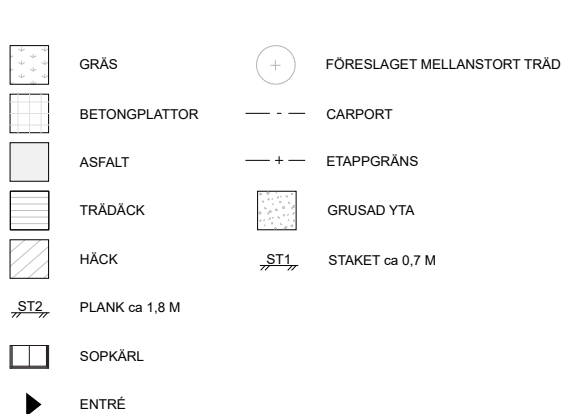 GRÄS
BETONGPLATTOR
ASFALT
TRÄDÄCK
HÄCK
ST2 PLANK ca 1,8 M
SOPKÄRL
ENTRÉ
FÖRESLAGET MELLANSTORT TRÄD
CARPORT
ETAPPGRÄNS
GRUSAD YTA
ST1 STAKET ca 0,7 M